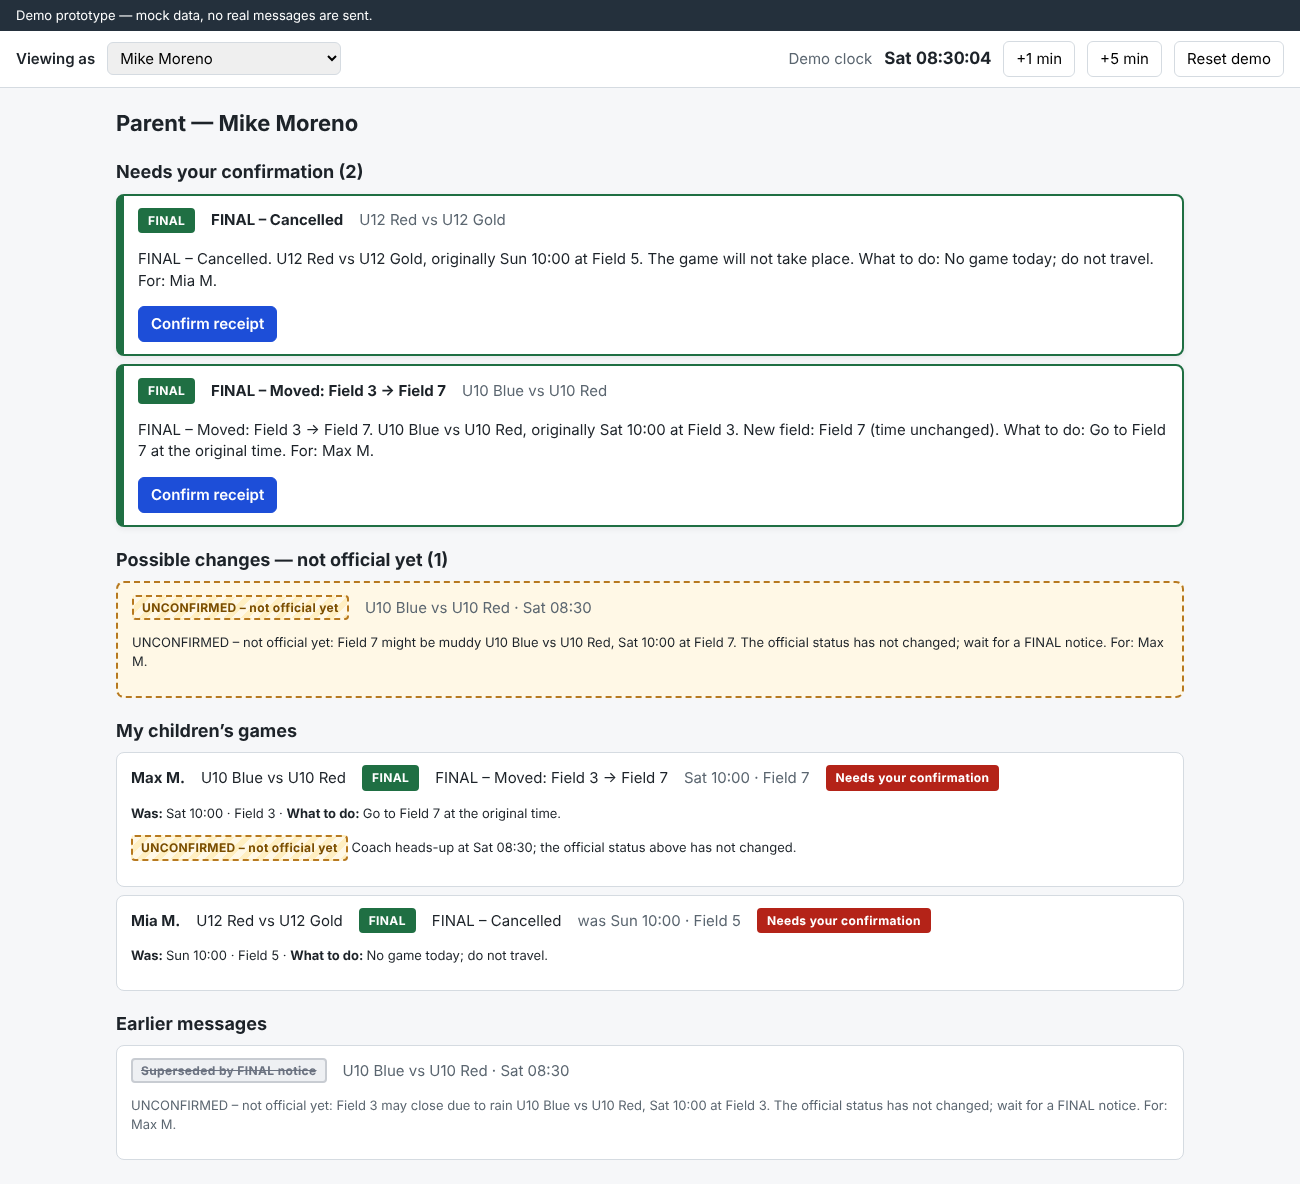 Demo prototype — mock data, no real messages are sent.
Viewing as Mike Moreno Demo clock Sat 08:30:04 +1 min +5 min Reset demo
Parent — Mike Moreno
Needs your confirmation (2)
FINAL FINAL – Cancelled U12 Red vs U12 Gold
FINAL – Cancelled. U12 Red vs U12 Gold, originally Sun 10:00 at Field 5. The game will not take place. What to do: No game today; do not travel.
For: Mia M.
Confirm receipt
FINAL FINAL – Moved: Field 3 → Field 7 U10 Blue vs U10 Red
FINAL – Moved: Field 3 → Field 7. U10 Blue vs U10 Red, originally Sat 10:00 at Field 3. New field: Field 7 (time unchanged). What to do: Go to Field
7 at the original time. For: Max M.
Confirm receipt
Possible changes — not official yet (1)
UNCONFIRMED – not official yet U10 Blue vs U10 Red · Sat 08:30
UNCONFIRMED – not official yet: Field 7 might be muddy U10 Blue vs U10 Red, Sat 10:00 at Field 7. The official status has not changed; wait for a FINAL notice. For: Max
M.
My children’s games
Max M. U10 Blue vs U10 Red FINAL FINAL – Moved: Field 3 → Field 7 Sat 10:00 · Field 7 Needs your confirmation
Was: Sat 10:00 · Field 3 · What to do: Go to Field 7 at the original time.
UNCONFIRMED – not official yet Coach heads-up at Sat 08:30; the official status above has not changed.
Mia M. U12 Red vs U12 Gold FINAL FINAL – Cancelled was Sun 10:00 · Field 5 Needs your confirmation
Was: Sun 10:00 · Field 5 · What to do: No game today; do not travel.
Earlier messages
Superseded by FINAL notice U10 Blue vs U10 Red · Sat 08:30
UNCONFIRMED – not official yet: Field 3 may close due to rain U10 Blue vs U10 Red, Sat 10:00 at Field 3. The official status has not changed; wait for a FINAL notice. For:
Max M.